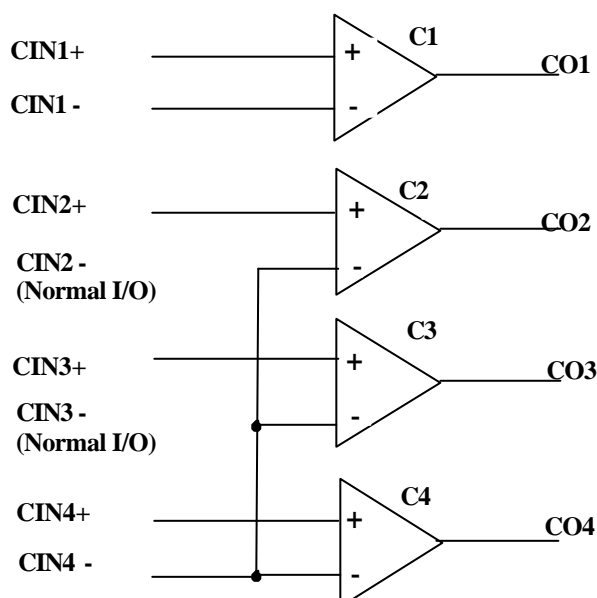 C1
CIN1+
+
CO1
CIN1 -
-
C2
CIN2+
+
CO2
CIN2 -
(Normal I/O)
-
C3
CIN3+
+
CO3
CIN3 -
(Normal I/O)
-
C4
CIN4+
+
CO4
CIN4 -
-